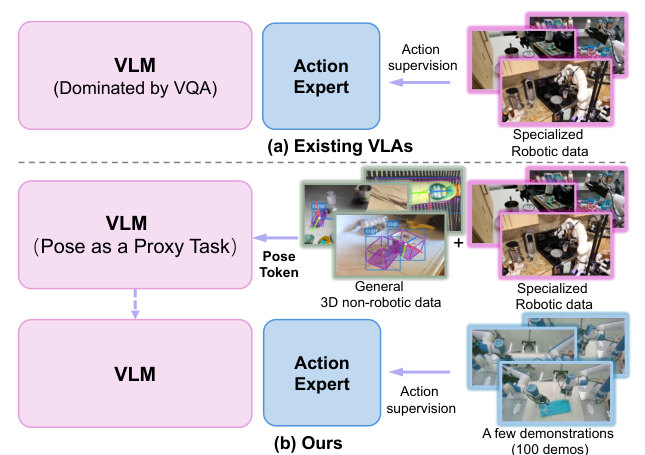 VLM
(Dominated by VQA)
Action
Expert
Action
supervision
Specialized
Robotic data
(a) Existing VLAs
VLM
(Pose as a Proxy Task)
Pose
Token
cup
General
3D non-robotic data
+
Specialized
Robotic data
VLM
Action
Expert
Action
supervision
A few demonstrations
(100 demos)
(b) Ours